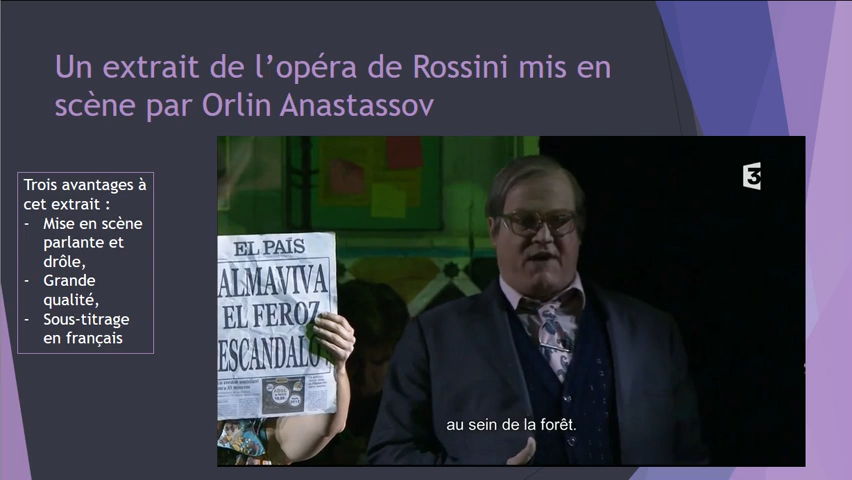 Un extrait de l’opéra de Rossini mis en
scène par Orlin Anastassov
Trois avantages à
cet extrait :
- Mise en scène
parlante et
drôle,
- Grande
qualité,
- Sous-titrage
en français
3
EL PAÍS
ALMAVIVA
EL FEROZ
ESCANDALO
au sein de la forêt.